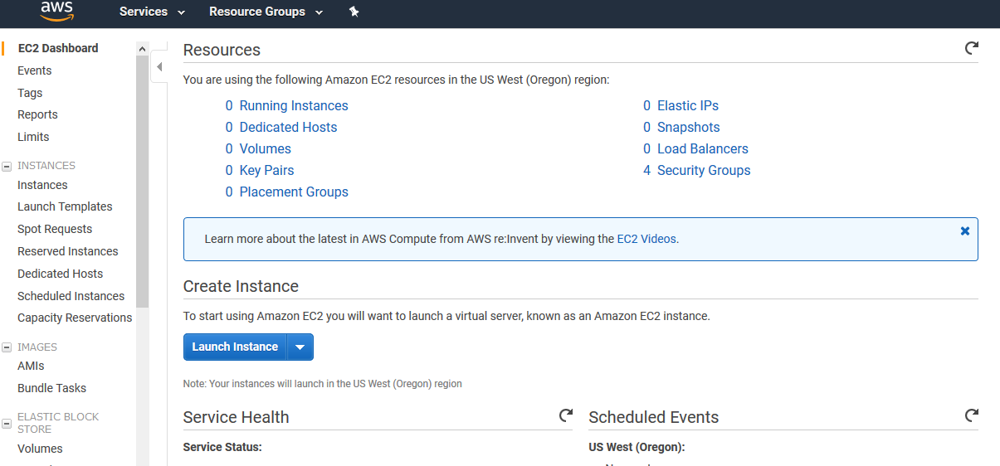 aws
Services
Resource Groups
EC2 Dashboard
Events
Tags
Reports
Limits
INSTANCES
Instances
Launch Templates
Spot Requests
Reserved Instances
Dedicated Hosts
Scheduled Instances
Capacity Reservations
IMAGES
AMIs
Bundle Tasks
ELASTIC BLOCK
STORE
Volumes
Resources
You are using the following Amazon EC2 resources in the US West (Oregon) region:
0 Running Instances
0 Dedicated Hosts
0 Volumes
0 Key Pairs
0 Placement Groups
0 Elastic IPs
0 Snapshots
0 Load Balancers
4 Security Groups
Learn more about the latest in AWS Compute from AWS re:Invent by viewing the EC2 Videos.
Create Instance
To start using Amazon EC2 you will want to launch a virtual server, known as an Amazon EC2 instance.
Launch Instance
Note: Your instances will launch in the US West (Oregon) region
Service Health
Service Status:
Scheduled Events
US West (Oregon):